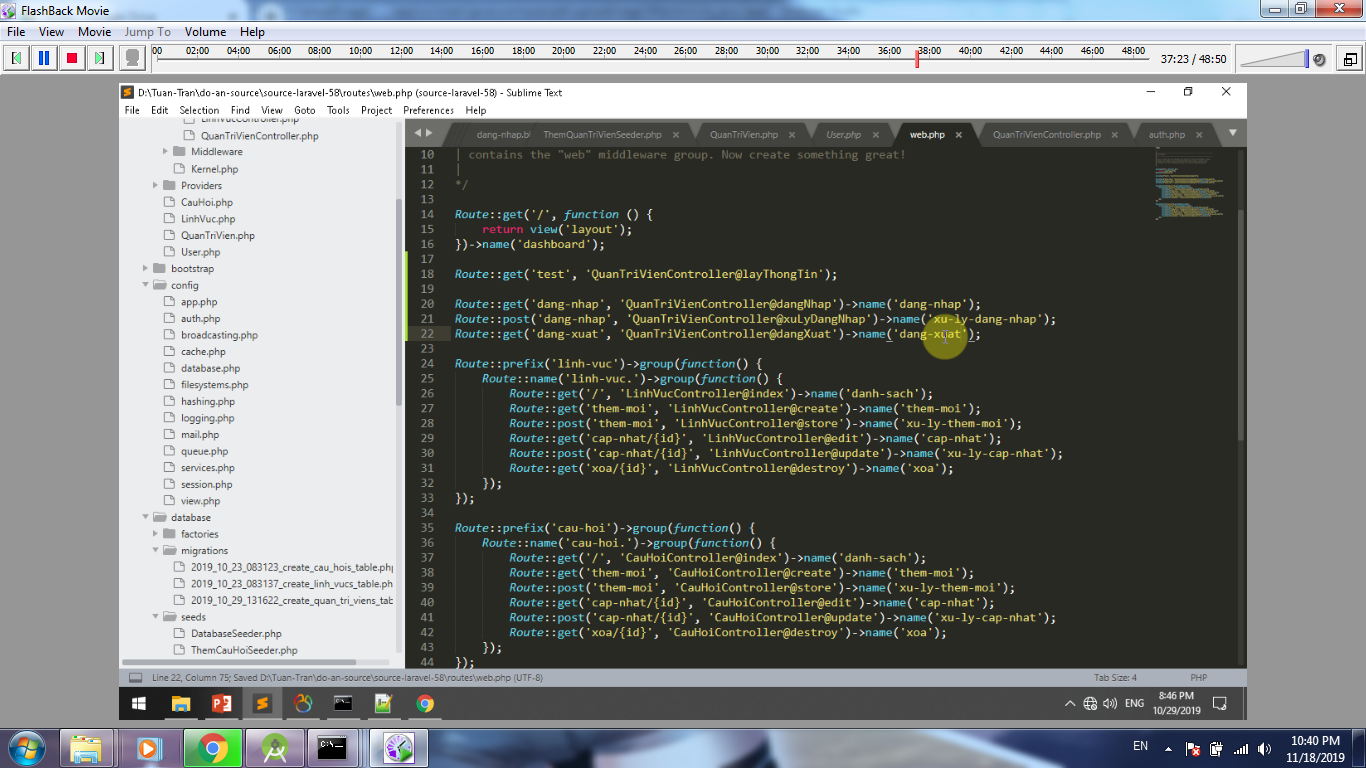 FlashBack Movie
File View Movie Jump To Volume Help
00 02:00 04:00 06:00 08:00 10:00 12:00 14:00 16:00 18:00 20:00 22:00 24:00 26:00 28:00 30:00 32:00 34:00 36:00 38:00 40:00 42:00 44:00 46:00 48:00
37:23 / 48:50
D:\Tuan-Tran\do-an-source\source-laravel-58\routes\web.php (source-laravel-58) - Sublime Text
File Edit Selection Find View Goto Tools Project Preferences Help
LinhVucController.php
QuanTriVienController.php
Middleware
Kernel.php
Providers
CauHoi.php
LinhVuc.php
QuanTriVien.php
User.php
bootstrap
config
app.php
auth.php
broadcasting.php
cache.php
database.php
filesystems.php
hashing.php
logging.php
mail.php
queue.php
services.php
session.php
view.php
database
factories
migrations
2019_10_23_083123_create_cau_hois_table.php
2019_10_23_083137_create_linh_vucs_table.ph
2019_10_29_131622_create_quan_tri_viens_tab
seeds
DatabaseSeeder.php
ThemCauHoiSeeder.php
dang-nhap.bl ThemQuanTriVienSeeder.php QuanTriVien.php User.php web.php QuanTriVienController.php auth.php
10 | contains the "web" middleware group. Now create something great!
11 |
12 */
13
14 Route::get('/', function () {
15 return view('layout');
16 })->name('dashboard');
17
18 Route::get('test', 'QuanTriVienController@layThongTin');
19
20 Route::get('dang-nhap', 'QuanTriVienController@dangNhap')->name('dang-nhap');
21 Route::post('dang-nhap', 'QuanTriVienController@xuLyDangNhap')->name('xu-ly-dang-nhap');
22 Route::get('dang-xuat', 'QuanTriVienController@dangXuat')->name('dang-xuat');
23
24 Route::prefix('linh-vuc')->group(function() {
25 Route::name('linh-vuc.')->group(function() {
26 Route::get('/', 'LinhVucController@index')->name('danh-sach');
27 Route::get('them-moi', 'LinhVucController@create')->name('them-moi');
28 Route::post('them-moi', 'LinhVucController@store')->name('xu-ly-them-moi');
29 Route::get('cap-nhat/{id}', 'LinhVucController@edit')->name('cap-nhat');
30 Route::post('cap-nhat/{id}', 'LinhVucController@update')->name('xu-ly-cap-nhat');
31 Route::get('xoa/{id}', 'LinhVucController@destroy')->name('xoa');
32 });
33 });
34
35 Route::prefix('cau-hoi')->group(function() {
36 Route::name('cau-hoi.')->group(function() {
37 Route::get('/', 'CauHoiController@index')->name('danh-sach');
38 Route::get('them-moi', 'CauHoiController@create')->name('them-moi');
39 Route::post('them-moi', 'CauHoiController@store')->name('xu-ly-them-moi');
40 Route::get('cap-nhat/{id}', 'CauHoiController@edit')->name('cap-nhat');
41 Route::post('cap-nhat/{id}', 'CauHoiController@update')->name('xu-ly-cap-nhat');
42 Route::get('xoa/{id}', 'CauHoiController@destroy')->name('xoa');
43 });
44 });
Line 22, Column 75; Saved D:\Tuan-Tran\do-an-source\source-laravel-58\routes\web.php (UTF-8)
Tab Size: 4
PHP
ENG
8:46 PM
10/29/2019
EN
10:40 PM
11/18/2019